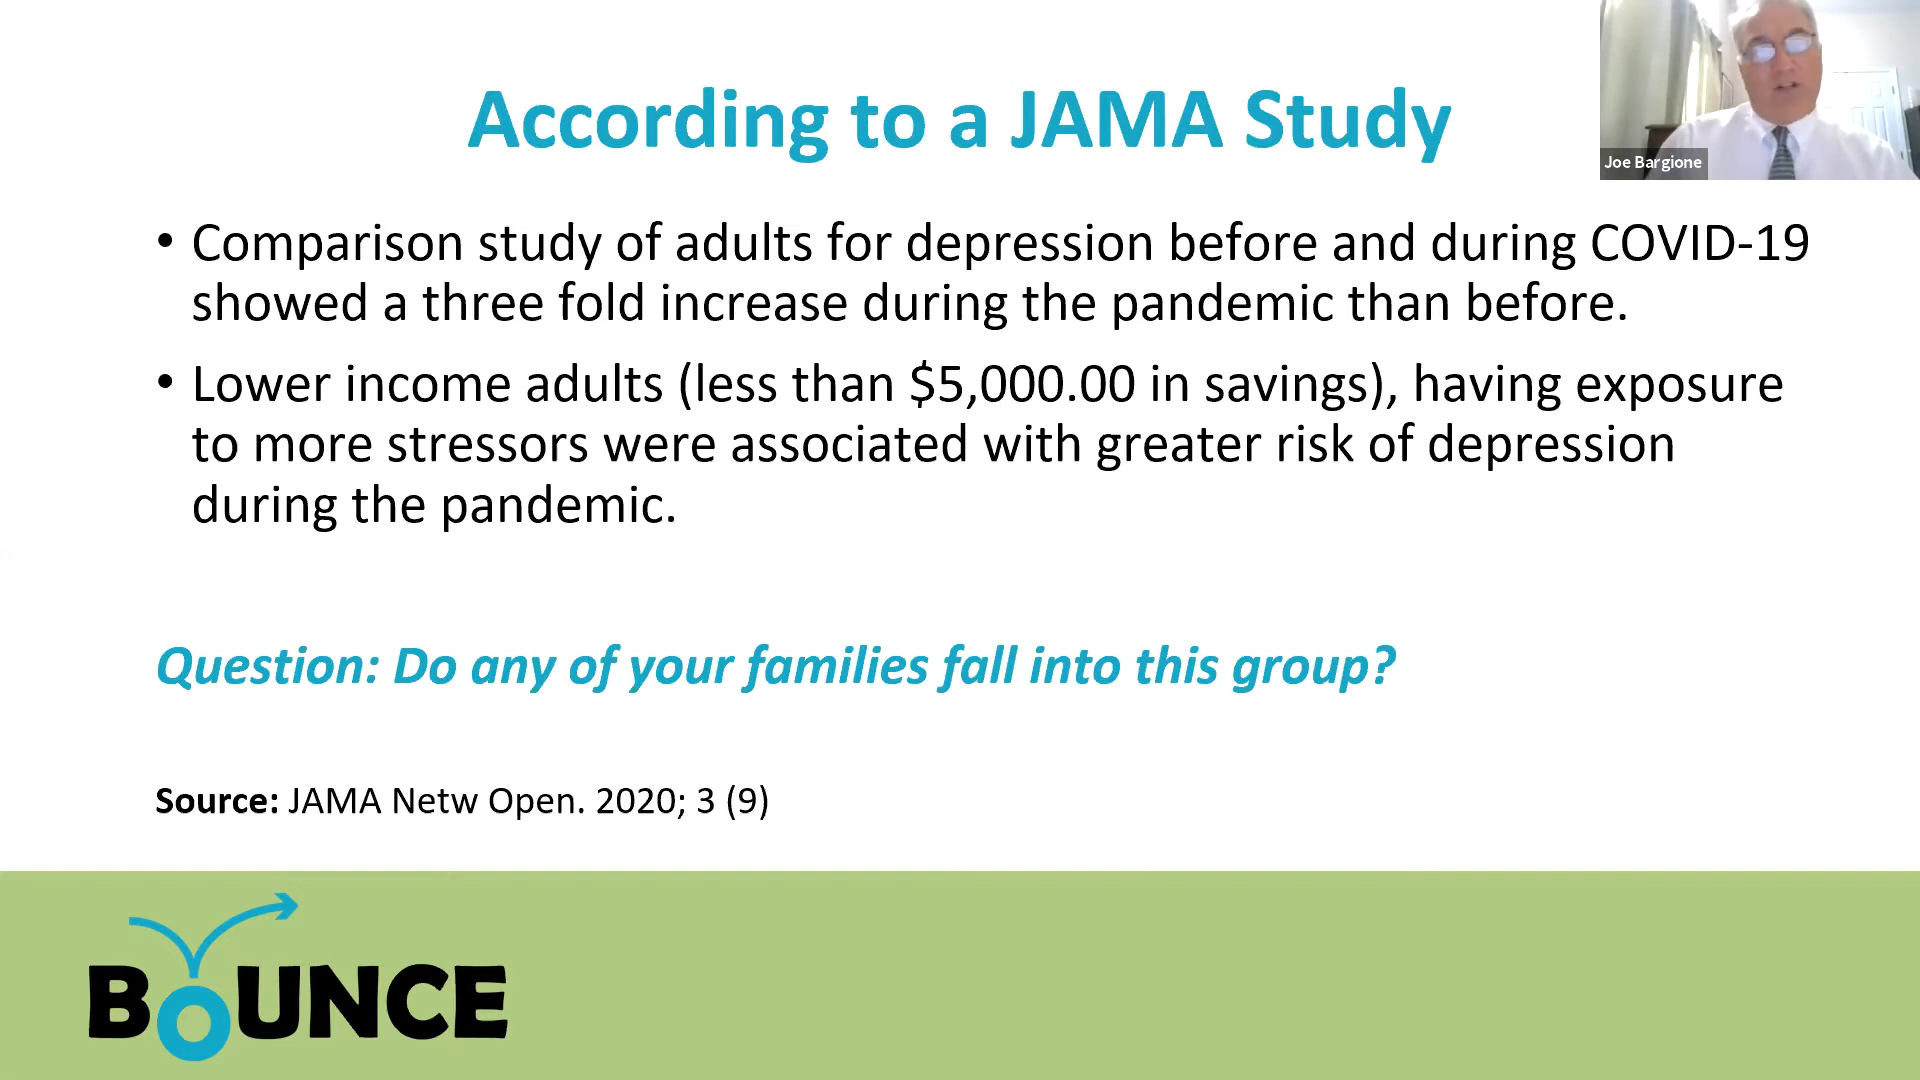 According to a JAMA Study
Joe Bargione
• Comparison study of adults for depression before and during COVID-19
showed a three fold increase during the pandemic than before.
• Lower income adults (less than $5,000.00 in savings), having exposure
to more stressors were associated with greater risk of depression
during the pandemic.
Question: Do any of your families fall into this group?
Source: JAMA Netw Open. 2020; 3 (9)
BOUNCE